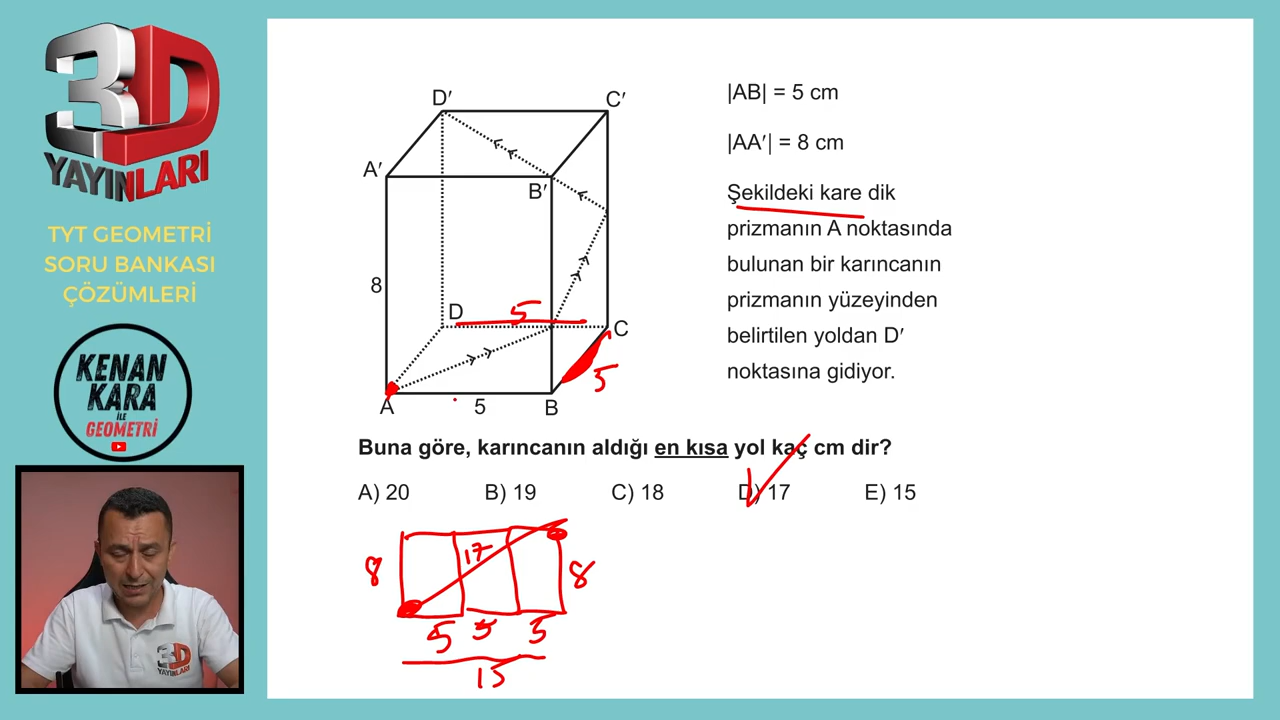 3D
YAYINLARI
TYT GEOMETRİ
SORU BANKASI
ÇÖZÜMLERİ
KENAN
KARA
İLE
GEOMETRİ
3D
YAYINLARI
D′
C′
A′
B′
8
D
5
C
5
A
5
B
|AB| = 5 cm
|AA′| = 8 cm
Şekildeki kare dik
prizmanın A noktasında
bulunan bir karıncanın
prizmanın yüzeyinden
belirtilen yoldan D′
noktasına gidiyor.
Buna göre, karıncanın aldığı en kısa yol kaç cm dir?
A) 20 B) 19 C) 18 D) 17 E) 15
8 17 8
5 5 5
15